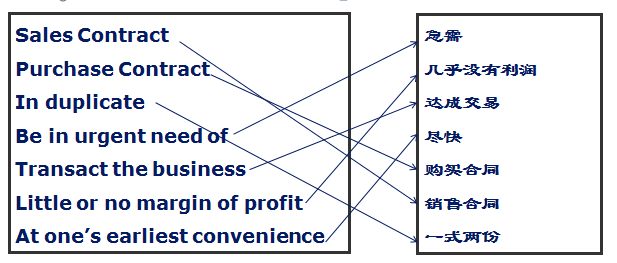 Sales Contract
Purchase Contract
In duplicate
Be in urgent need of
Transact the business
Little or no margin of profit
At one’s earliest convenience
急需
几乎没有利润
达成交易
尽快
购买合同
销售合同
一式两份